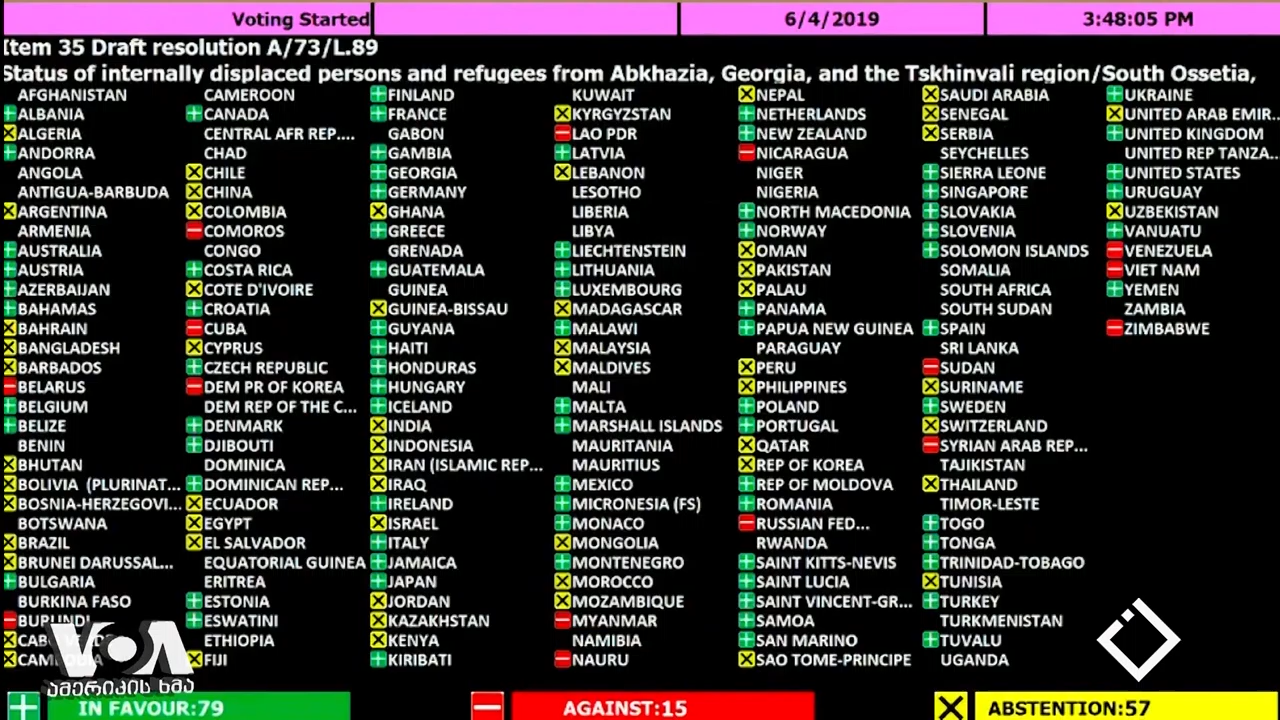 Voting Started
6/4/2019
3:48:05 PM
Item 35 Draft resolution A/73/L.89
Status of internally displaced persons and refugees from Abkhazia, Georgia, and the Tskhinvali region/South Ossetia,
AFGHANISTAN
ALBANIA
ALGERIA
ANDORRA
ANGOLA
ANTIGUA-BARBUDA
ARGENTINA
ARMENIA
AUSTRALIA
AUSTRIA
AZERBAIJAN
BAHAMAS
BAHRAIN
BANGLADESH
BARBADOS
BELARUS
BELGIUM
BELIZE
BENIN
BHUTAN
BOLIVIA (PLURINAT...
BOSNIA-HERZEGOVI...
BOTSWANA
BRAZIL
BRUNEI DARUSSAL...
BULGARIA
BURKINA FASO
BURUNDI
CAMEROON
CANADA
CENTRAL AFR REP....
CHAD
CHILE
CHINA
COLOMBIA
COMOROS
CONGO
COSTA RICA
COTE D'IVOIRE
CROATIA
CUBA
CYPRUS
CZECH REPUBLIC
DEM PR OF KOREA
DEM REP OF THE C...
DENMARK
DJIBOUTI
DOMINICA
DOMINICAN REP...
ECUADOR
EGYPT
EL SALVADOR
EQUATORIAL GUINEA
ERITREA
ESTONIA
ESWATINI
ETHIOPIA
FIJI
FINLAND
FRANCE
GABON
GAMBIA
GEORGIA
GERMANY
GHANA
GREECE
GRENADA
GUATEMALA
GUINEA
GUINEA-BISSAU
GUYANA
HAITI
HONDURAS
HUNGARY
ICELAND
INDIA
INDONESIA
IRAN (ISLAMIC REP...
IRAQ
IRELAND
ISRAEL
ITALY
JAMAICA
JAPAN
JORDAN
KAZAKHSTAN
KENYA
KIRIBATI
KUWAIT
KYRGYZSTAN
LAO PDR
LATVIA
LEBANON
LESOTHO
LIBERIA
LIBYA
LIECHTENSTEIN
LITHUANIA
LUXEMBOURG
MADAGASCAR
MALAWI
MALAYSIA
MALDIVES
MALI
MALTA
MARSHALL ISLANDS
MAURITANIA
MAURITIUS
MEXICO
MICRONESIA (FS)
MONACO
MONGOLIA
MONTENEGRO
MOROCCO
MOZAMBIQUE
MYANMAR
NAMIBIA
NAURU
NEPAL
NETHERLANDS
NEW ZEALAND
NICARAGUA
NIGER
NIGERIA
NORTH MACEDONIA
NORWAY
OMAN
PAKISTAN
PALAU
PANAMA
PAPUA NEW GUINEA
PARAGUAY
PERU
PHILIPPINES
POLAND
PORTUGAL
QATAR
REP OF KOREA
REP OF MOLDOVA
ROMANIA
RUSSIAN FED...
RWANDA
SAINT KITTS-NEVIS
SAINT LUCIA
SAINT VINCENT-GR...
SAMOA
SAN MARINO
SAO TOME-PRINCIPE
SAUDI ARABIA
SENEGAL
SERBIA
SEYCHELLES
SIERRA LEONE
SINGAPORE
SLOVAKIA
SLOVENIA
SOLOMON ISLANDS
SOMALIA
SOUTH AFRICA
SOUTH SUDAN
SPAIN
SRI LANKA
SUDAN
SURINAME
SWEDEN
SWITZERLAND
SYRIAN ARAB REP...
TAJIKISTAN
THAILAND
TIMOR-LESTE
TOGO
TONGA
TRINIDAD-TOBAGO
TUNISIA
TURKEY
TURKMENISTAN
TUVALU
UGANDA
UKRAINE
UNITED ARAB EMIR...
UNITED KINGDOM
UNITED REP TANZA...
UNITED STATES
URUGUAY
UZBEKISTAN
VANUATU
VENEZUELA
VIET NAM
YEMEN
ZAMBIA
ZIMBABWE
VOA
ამერიკის ხმა
IN FAVOUR:79
AGAINST:15
ABSTENTION:57